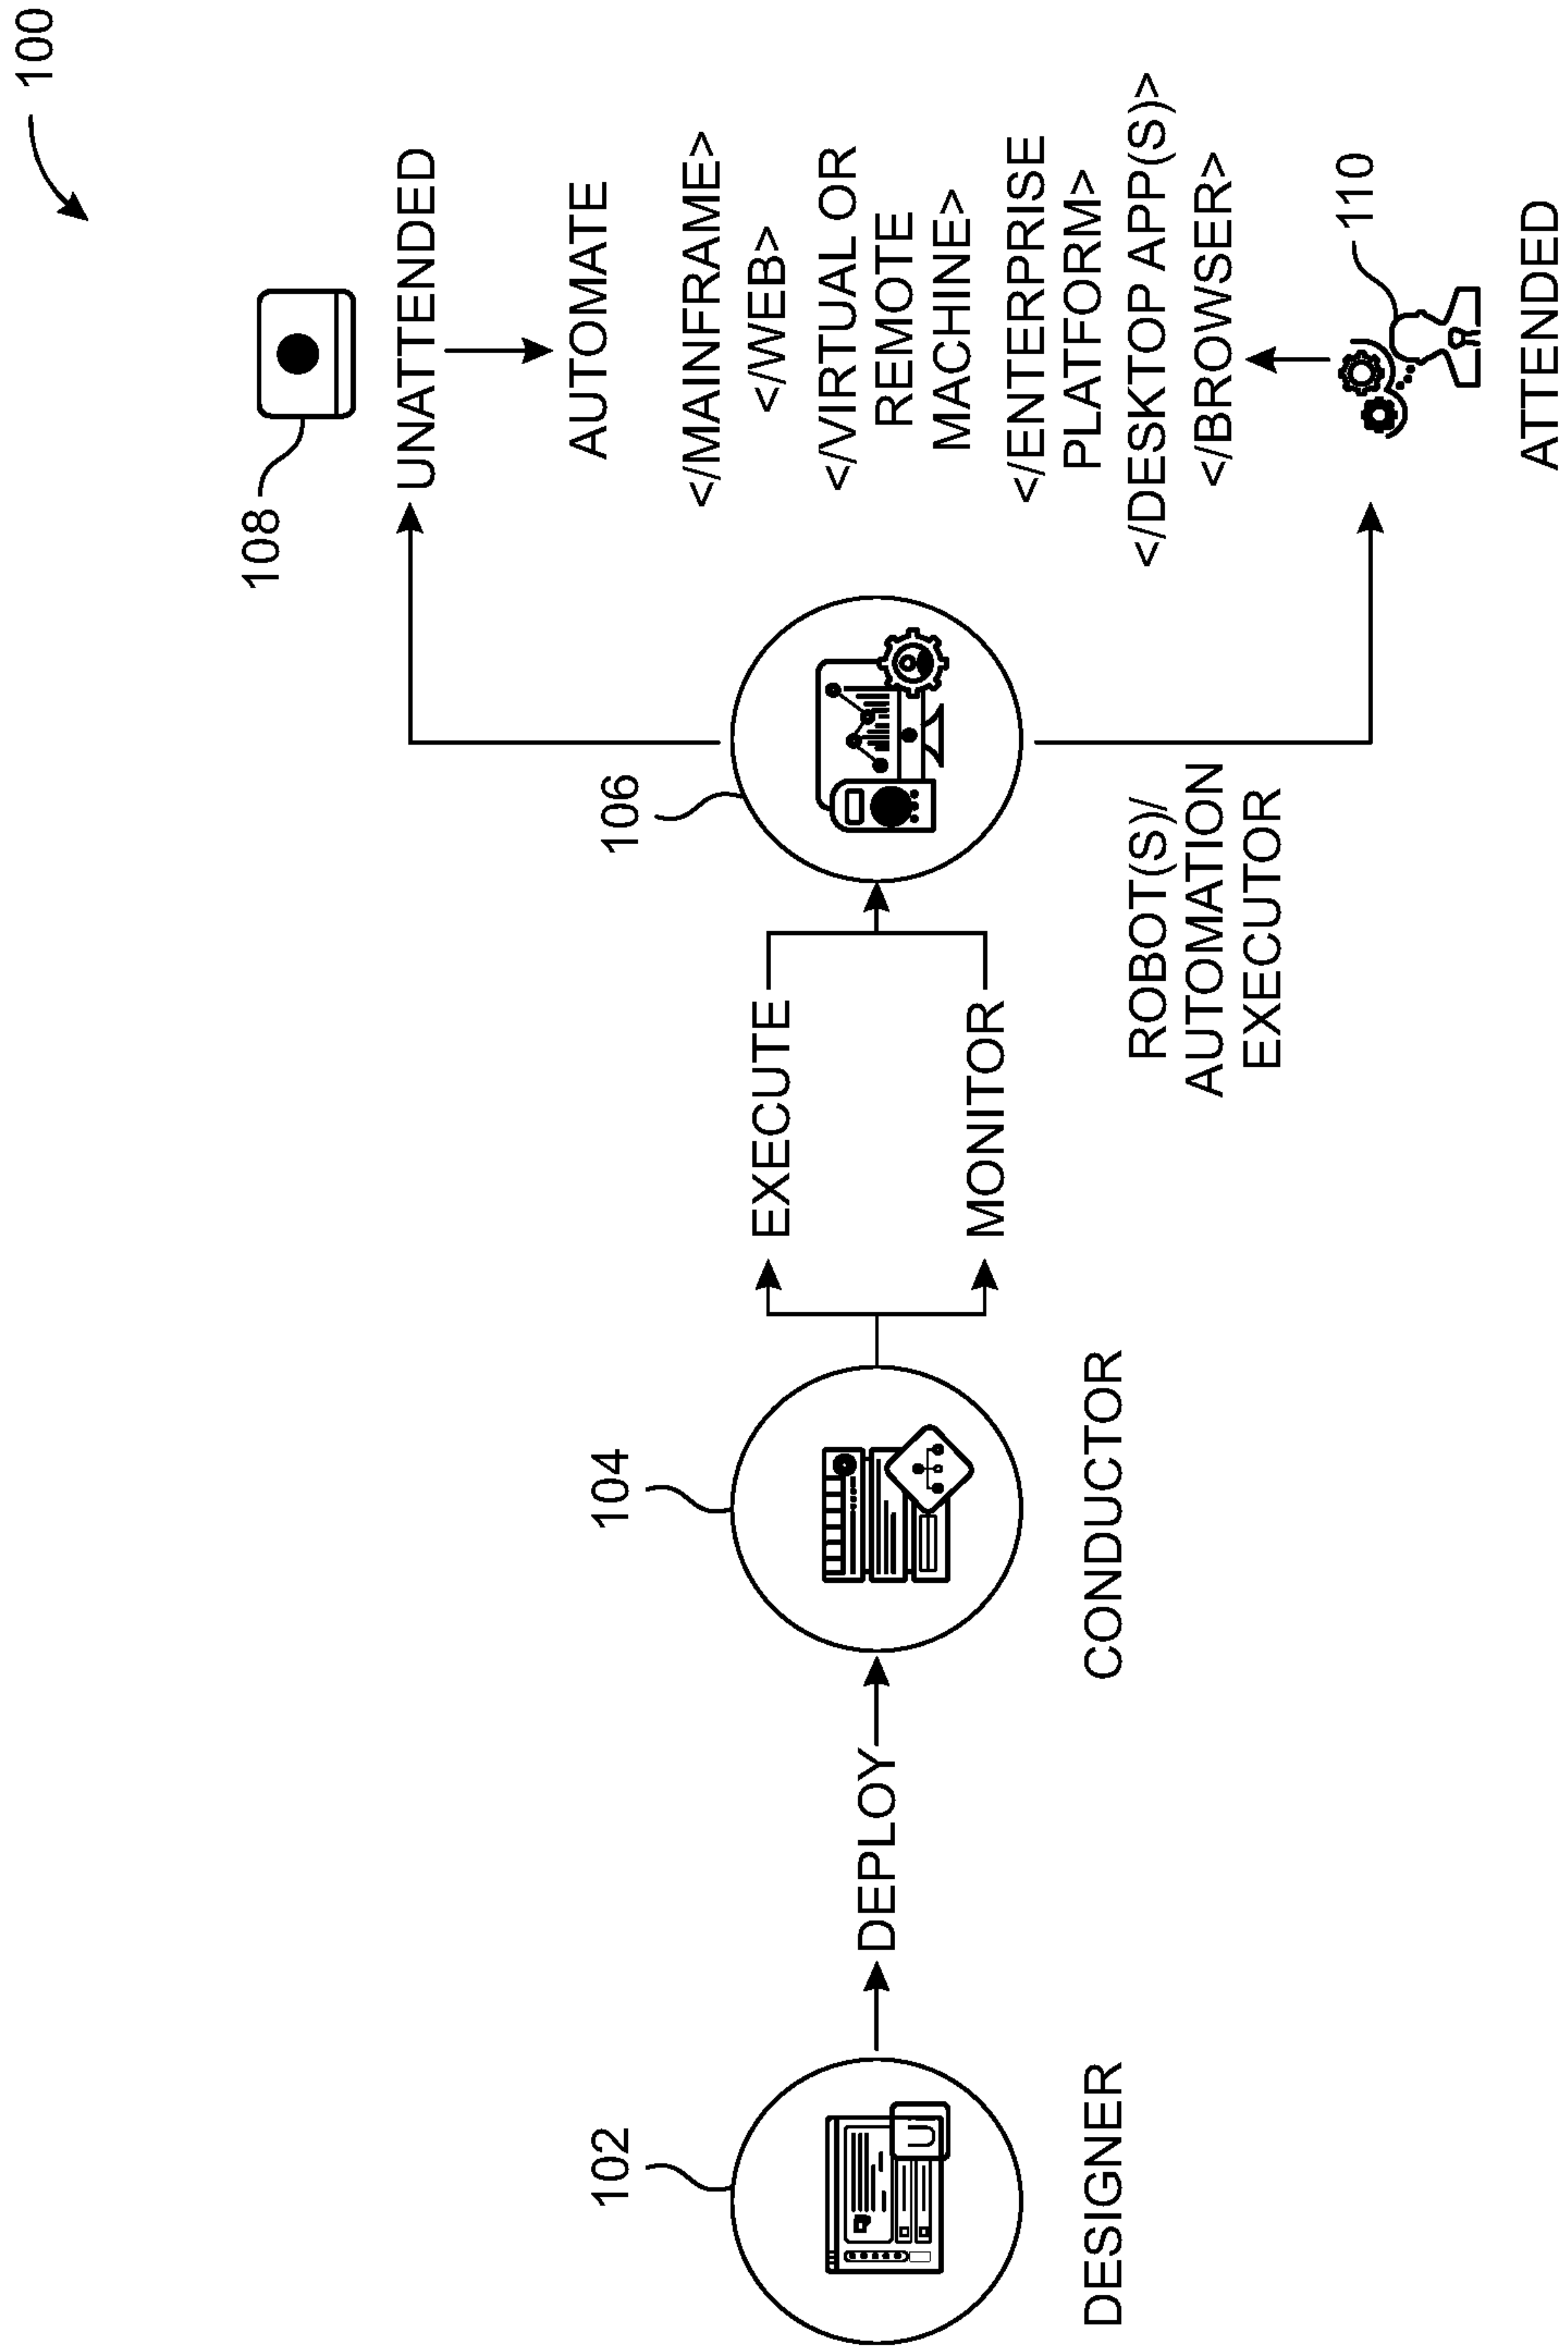 100
108
UNATTENDED
AUTOMATE
</MAINFRAME>
</WEB>
</VIRTUAL OR
REMOTE
MACHINE>
</ENTERPRISE
PLATFORM>
</DESKTOP APP(S)>
</BROWSER>
110
ATTENDED
102
DESIGNER
DEPLOY
104
CONDUCTOR
EXECUTE
MONITOR
106
ROBOT(S)/
AUTOMATION
EXECUTOR